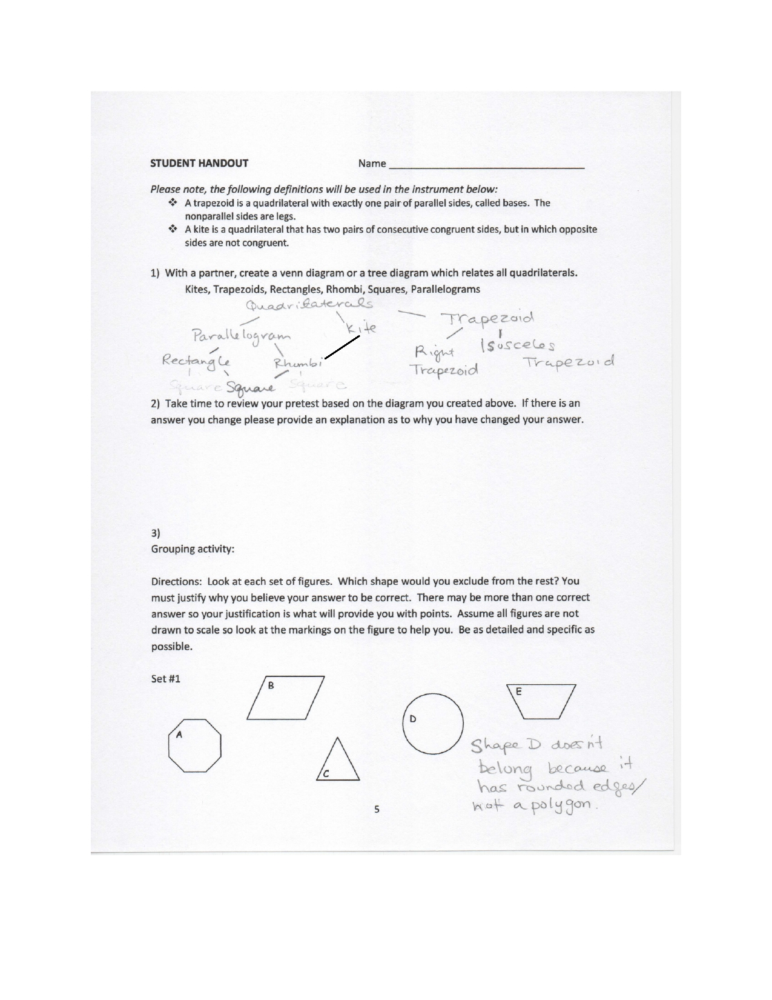 STUDENT HANDOUT Name
Please note, the following definitions will be used in the instrument below:
❖ A trapezoid is a quadrilateral with exactly one pair of parallel sides, called bases. The
nonparallel sides are legs.
❖ A kite is a quadrilateral that has two pairs of consecutive congruent sides, but in which opposite
sides are not congruent.
1) With a partner, create a venn diagram or a tree diagram which relates all quadrilaterals.
Kites, Trapezoids, Rectangles, Rhombi, Squares, Parallelograms
Quadrilaterals
Trapezoid
Parallelogram Kite
Right Isosceles
Rectangle Rhombi Trapezoid Trapezoid
Square Square Square
2) Take time to review your pretest based on the diagram you created above. If there is an
answer you change please provide an explanation as to why you have changed your answer.
3)
Grouping activity:
Directions: Look at each set of figures. Which shape would you exclude from the rest? You
must justify why you believe your answer to be correct. There may be more than one correct
answer so your justification is what will provide you with points. Assume all figures are not
drawn to scale so look at the markings on the figure to help you. Be as detailed and specific as
possible.
Set #1
B
E
D
A
C
Shape D doesn't
belong because it
has rounded edges/
not a polygon.
5